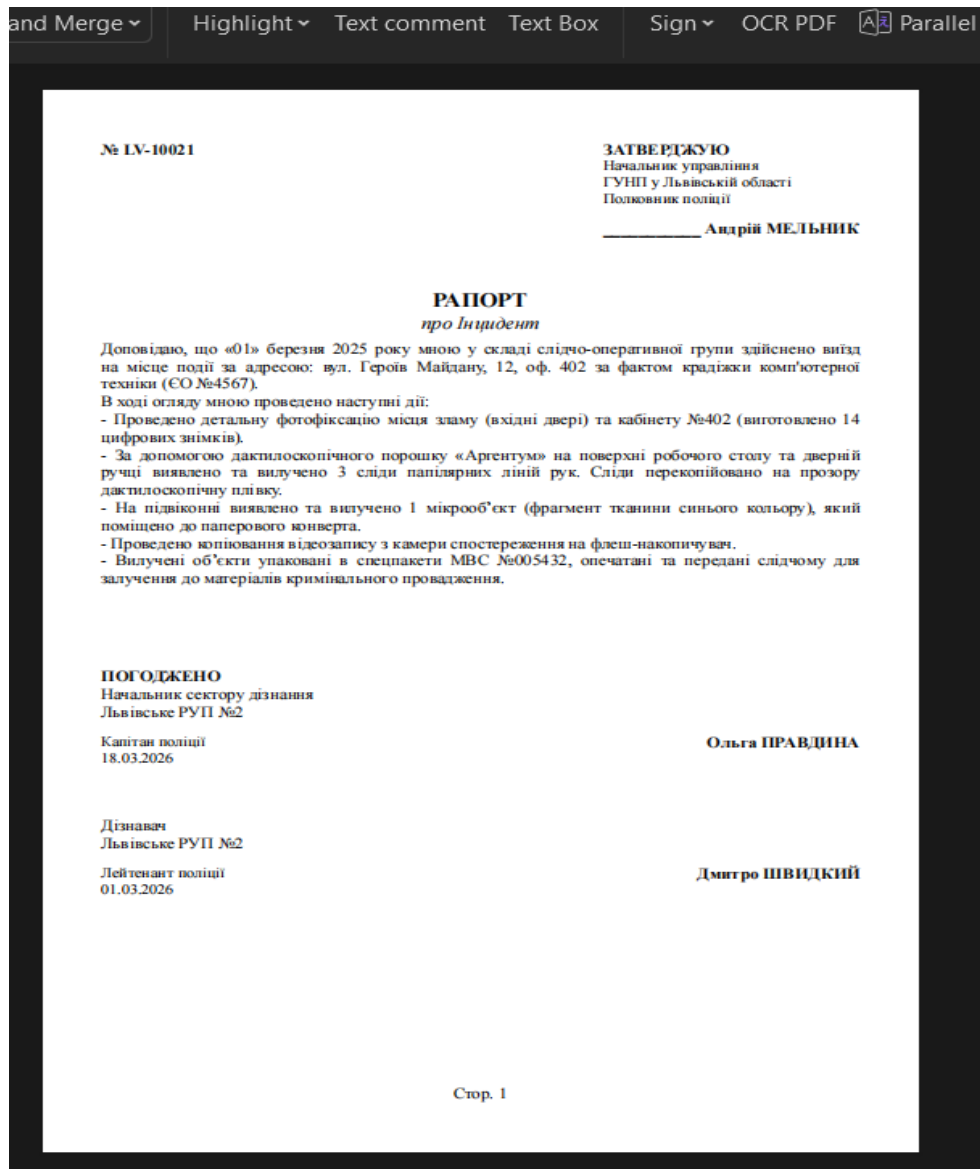 and Merge
Highlight
Text comment
Text Box
Sign
OCR PDF
Parallel
№ LV-10021
ЗАТВЕРДЖУЮ
Начальник управління
ГУНП у Львівській області
Полковник поліції
____________ Андрій МЕЛЬНИК
РАПОРТ
про Інцидент
Доповідаю, що «01» березня 2025 року мною у складі слідчо-оперативної групи здійснено виїзд
на місце події за адресою: вул. Героїв Майдану, 12, оф. 402 за фактом крадіжки комп'ютерної
техніки (ЄО №4567).
В ході огляду мною проведено наступні дії:
- Проведено детальну фотофіксацію місця зламу (вхідні двері) та кабінету №402 (виготовлено 14
цифрових знімків).
- За допомогою дактилоскопічного порошку «Аргентум» на поверхні робочого столу та дверній
ручці виявлено та вилучено 3 сліди папілярних ліній рук. Сліди перекопійовано на прозору
дактилоскопічну плівку.
- На підвіконні виявлено та вилучено 1 мікрооб’єкт (фрагмент тканини синього кольору), який
поміщено до паперового конверта.
- Проведено копіювання відеозапису з камери спостереження на флеш-накопичувач.
- Вилучені об’єкти упаковані в спецпакети МВС №005432, опечатані та передані слідчому для
залучення до матеріалів кримінального провадження.
ПОГОДЖЕНО
Начальник сектору дізнання
Львівське РУП №2
Капітан поліції
Ольга ПРАВДИНА
18.03.2026
Дізнавач
Львівське РУП №2
Лейтенант поліції
Дмитро ШВИДКИЙ
01.03.2026
Стор. 1